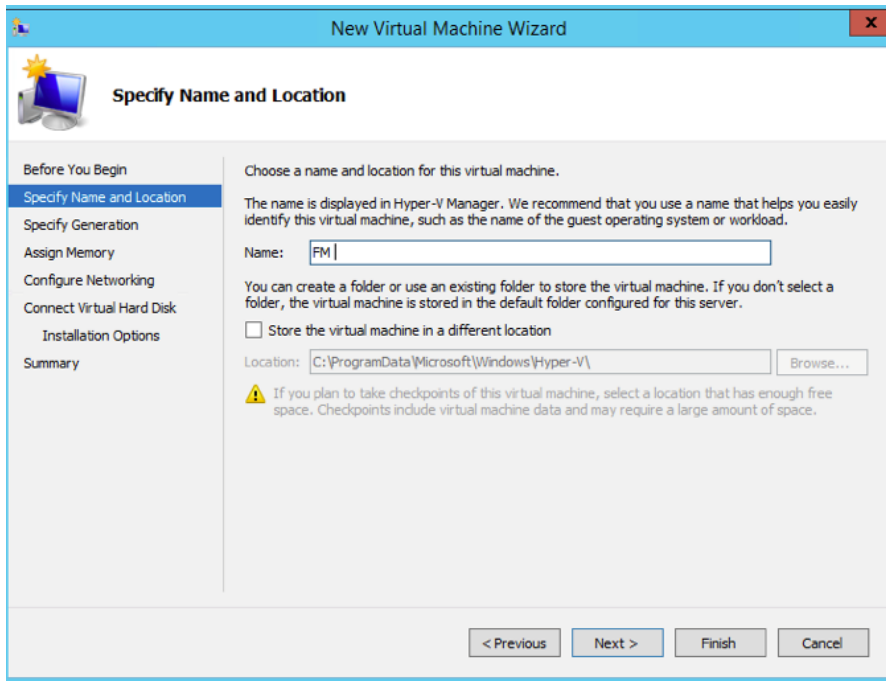 New Virtual Machine Wizard
x
Specify Name and Location
Before You Begin
Specify Name and Location
Specify Generation
Assign Memory
Configure Networking
Connect Virtual Hard Disk
Installation Options
Summary
Choose a name and location for this virtual machine.
The name is displayed in Hyper-V Manager. We recommend that you use a name that helps you easily
identify this virtual machine, such as the name of the guest operating system or workload.
Name: FM
You can create a folder or use an existing folder to store the virtual machine. If you don't select a
folder, the virtual machine is stored in the default folder configured for this server.
Store the virtual machine in a different location
Location: C:\ProgramData\Microsoft\Windows\Hyper-V\ Browse...
If you plan to take checkpoints of this virtual machine, select a location that has enough free
space. Checkpoints include virtual machine data and may require a large amount of space.
< Previous Next > Finish Cancel